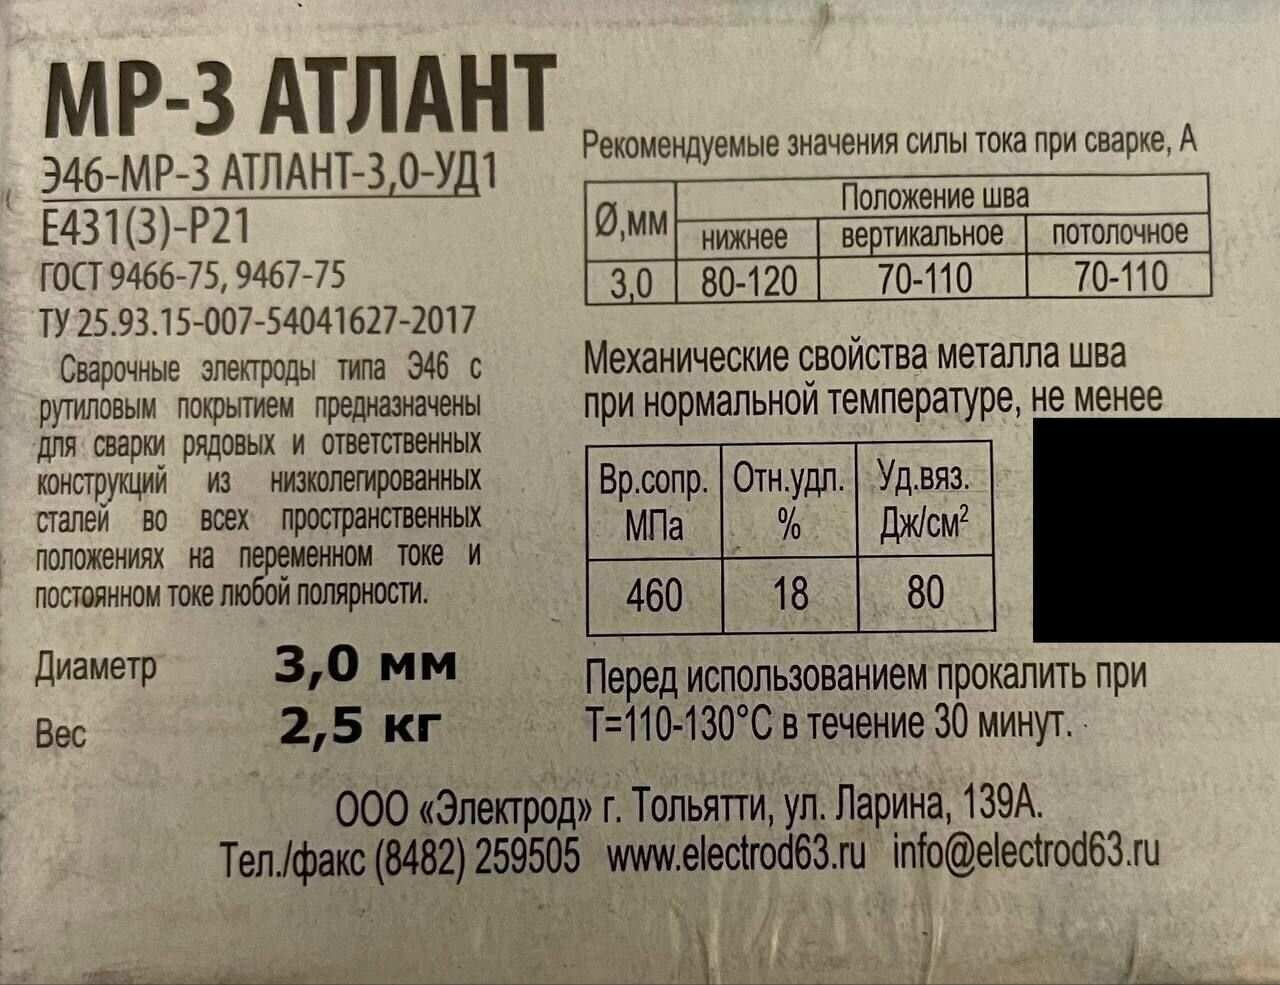 МР-3 АТЛАНТ
Э46-МР-3 АТЛАНТ-3,0-УД1
Е431(3)-Р21
ГОСТ 9466-75, 9467-75
ТУ 25.93.15-007-54041627-2017
Сварочные электроды типа Э46 с
рутиловым покрытием предназначены
для сварки рядовых и ответственных
конструкций из низколегированных
сталей во всех пространственных
положениях на переменном токе и
постоянном токе любой полярности.
Диаметр 3,0 мм
Вес 2,5 кг
Рекомендуемые значения силы тока при сварке, А
Ø,мм Положение шва
нижнее вертикальное потолочное
3,0 80-120 70-110 70-110
Механические свойства металла шва
при нормальной температуре, не менее
Вр.сопр. Отн.удл. Уд.вяз.
МПа % Дж/см²
460 18 80
Перед использованием прокалить при
Т=110-130°С в течение 30 минут.
ООО «Электрод» г. Тольятти, ул. Ларина, 139А.
Тел./факс (8482) 259505 www.electrod63.ru info@electrod63.ru